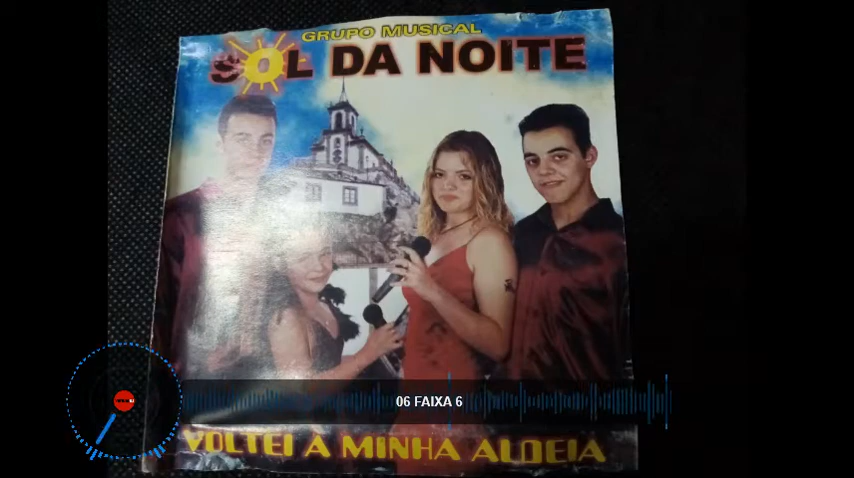 GRUPO MUSICAL
SOL DA NOITE
06 FAIXA 6
VOLTEI A MINHA ALDEIA